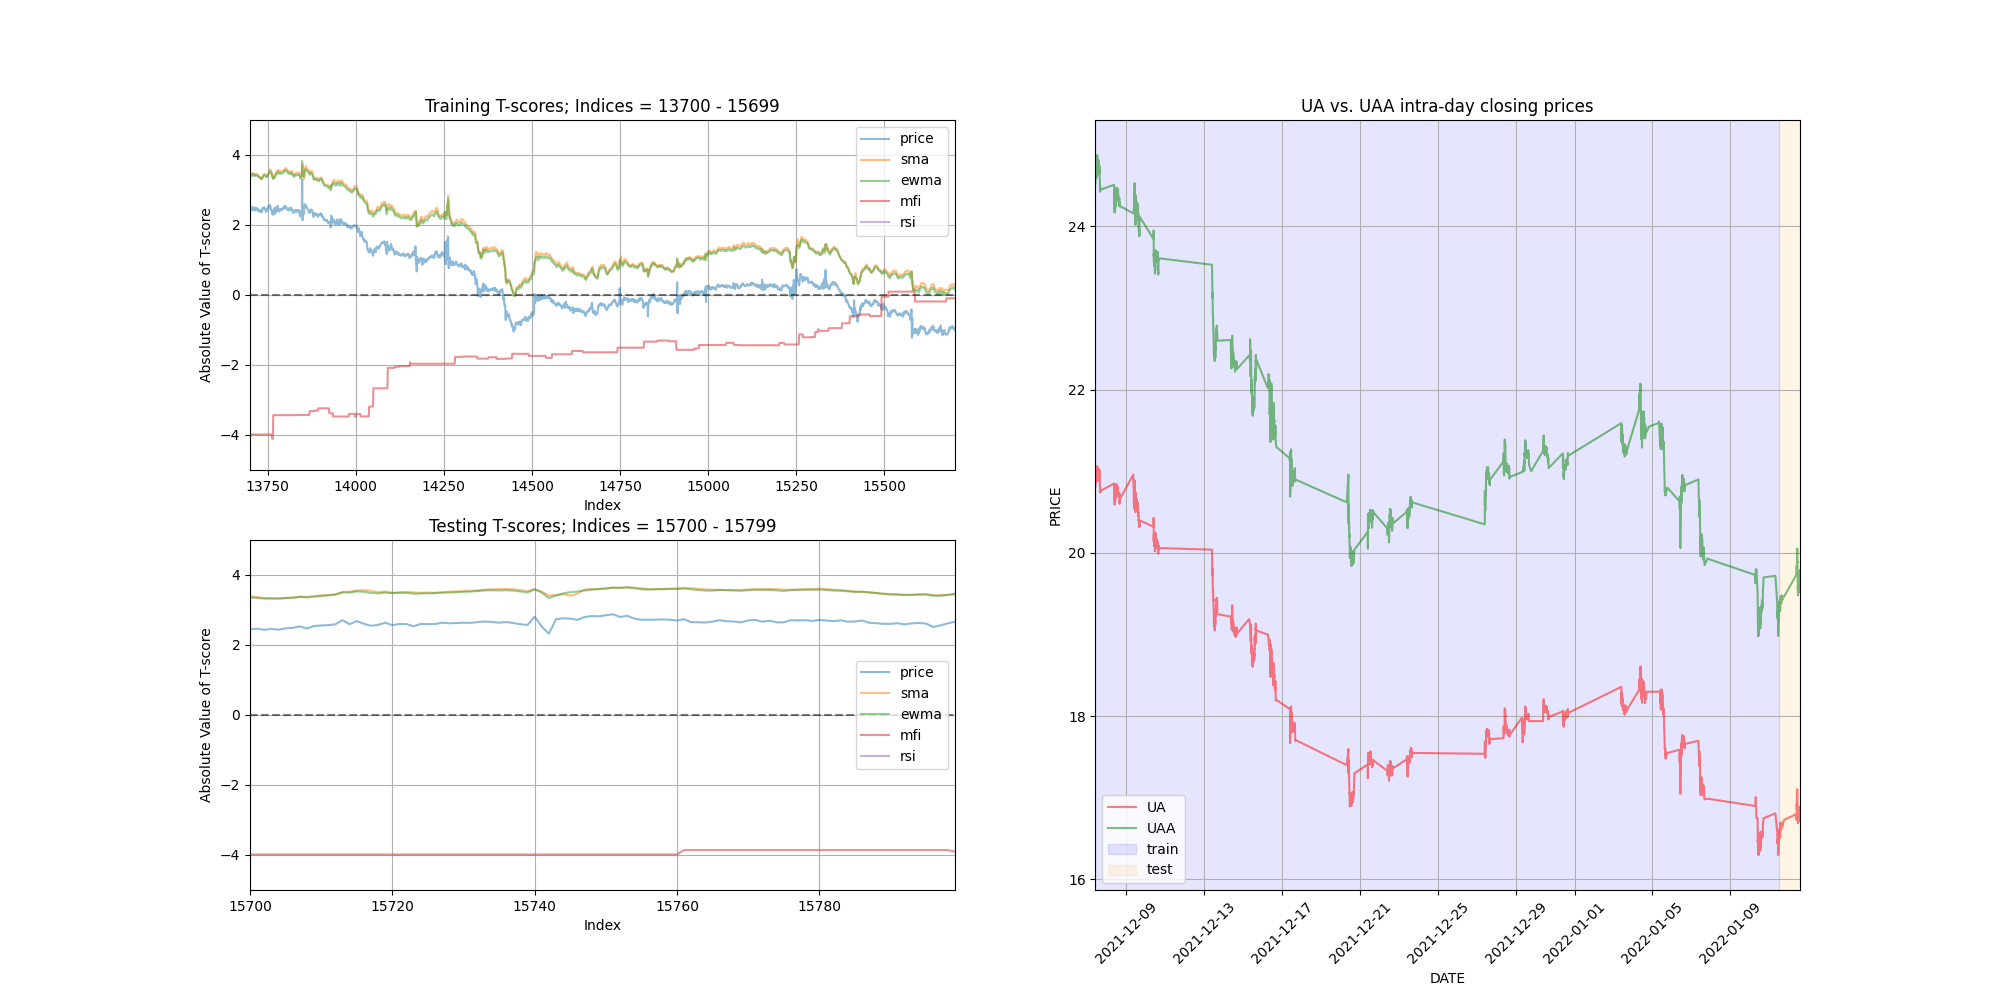 Training T-scores; Indices = 13700 - 15699
Absolute Value of T-score
4
2
0
−2
−4
price
sma
ewma
mfi
rsi
13750 14000 14250 14500 14750 15000 15250 15500
Index
Testing T-scores; Indices = 15700 - 15799
Absolute Value of T-score
4
2
0
−2
−4
price
sma
ewma
mfi
rsi
15700 15720 15740 15760 15780
Index
UA vs. UAA intra-day closing prices
PRICE
24
22
20
18
16
UA
UAA
train
test
2021-12-09 2021-12-13 2021-12-17 2021-12-21 2021-12-25 2021-12-29 2022-01-01 2022-01-05 2022-01-09
DATE